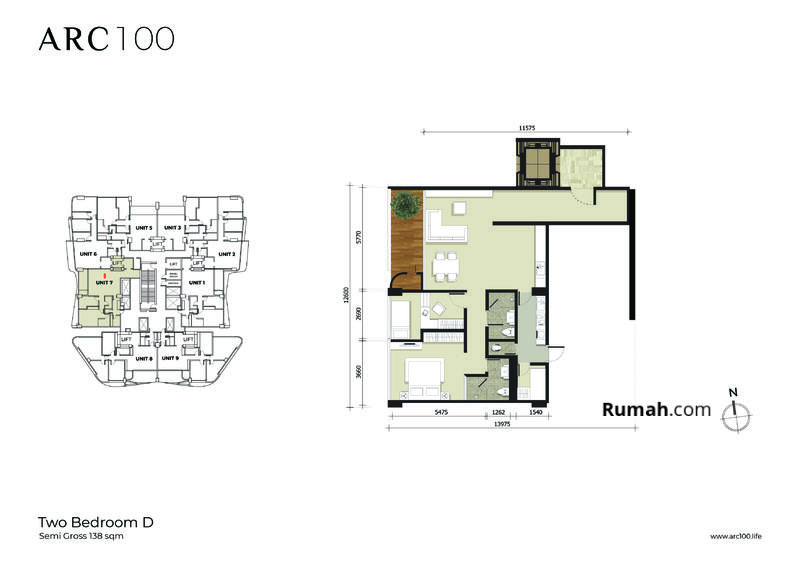 ARC100
11575
UNIT 5
UNIT 3
UNIT 6
UNIT 2
LIFT
LIFT
LIFT
UNIT 7
UNIT 1
LIFT
LIFT
UNIT 8
UNIT 9
5770
12600
2690
3660
5475
1262
1540
13975
Rumah.com
N
Two Bedroom D
Semi Gross 138 sqm
www.arc100.life